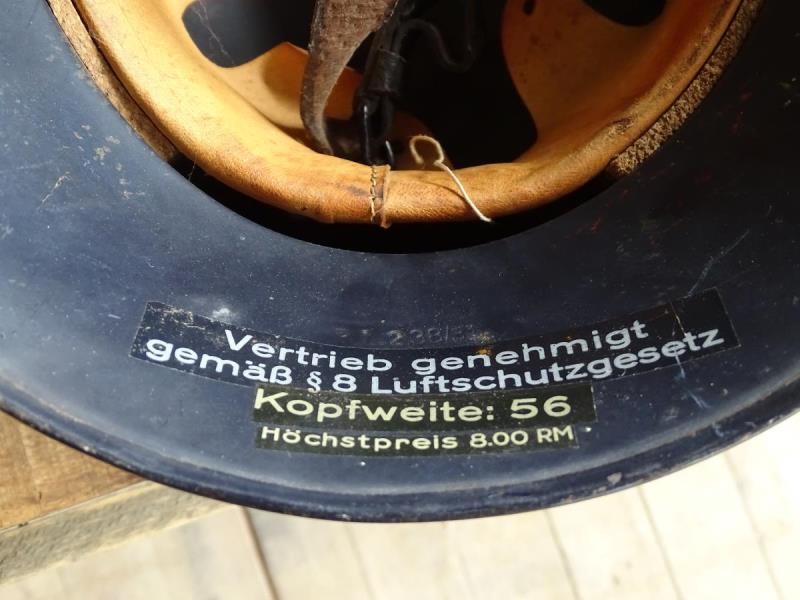 Vertrieb genehmigt
gemäß § 8 Luftschutzgesetz
Kopfweite: 56
Höchstpreis 8.00 RM